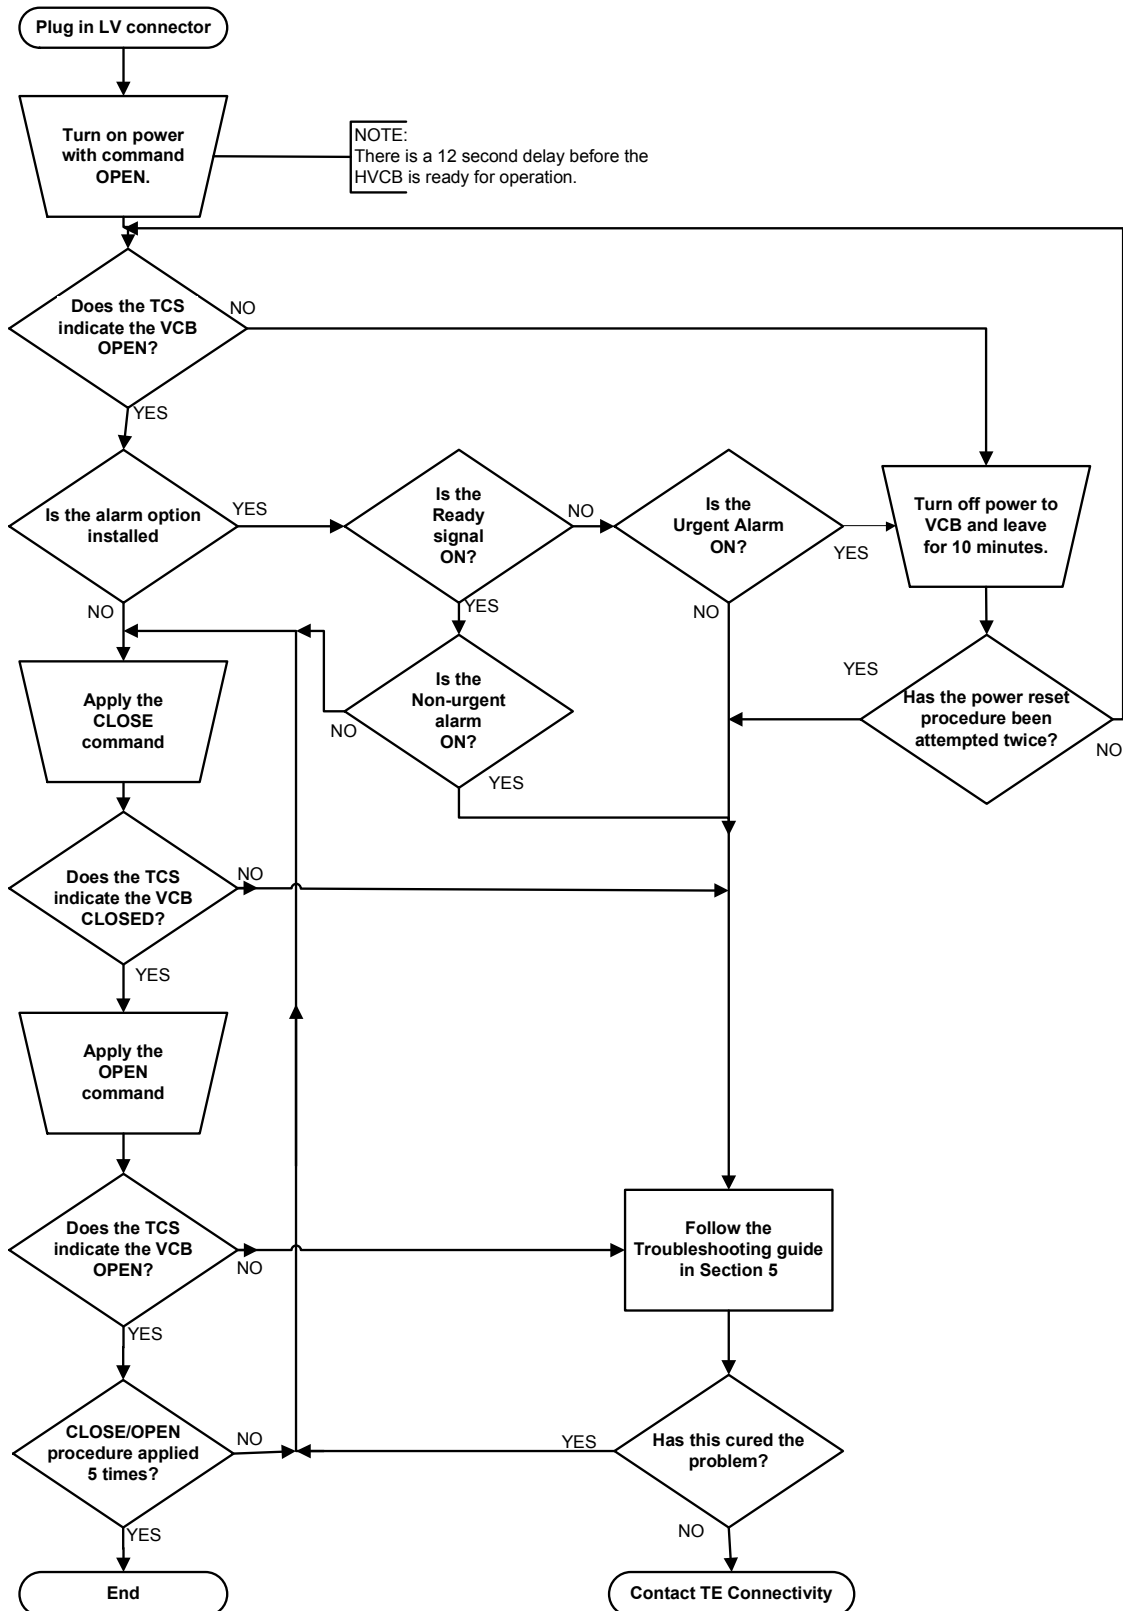 Plug in LV connector
Turn on power
with command
OPEN.
NOTE:
There is a 12 second delay before the
HVCB is ready for operation.
Does the TCS
indicate the VCB
OPEN?
NO
YES
Is the alarm option
installed
YES
NO
Is the
Ready
signal
ON?
NO
YES
Is the
Urgent Alarm
ON?
YES
NO
Turn off power to
VCB and leave
for 10 minutes.
Has the power reset
procedure been
attempted twice?
YES
NO
Is the
Non-urgent
alarm
ON?
NO
YES
Apply the
CLOSE
command
Does the TCS
indicate the VCB
CLOSED?
NO
YES
Apply the
OPEN
command
Does the TCS
indicate the VCB
OPEN?
NO
YES
Follow the
Troubleshooting guide
in Section 5
CLOSE/OPEN
procedure applied
5 times?
NO
YES
Has this cured the
problem?
YES
NO
End
Contact TE Connectivity